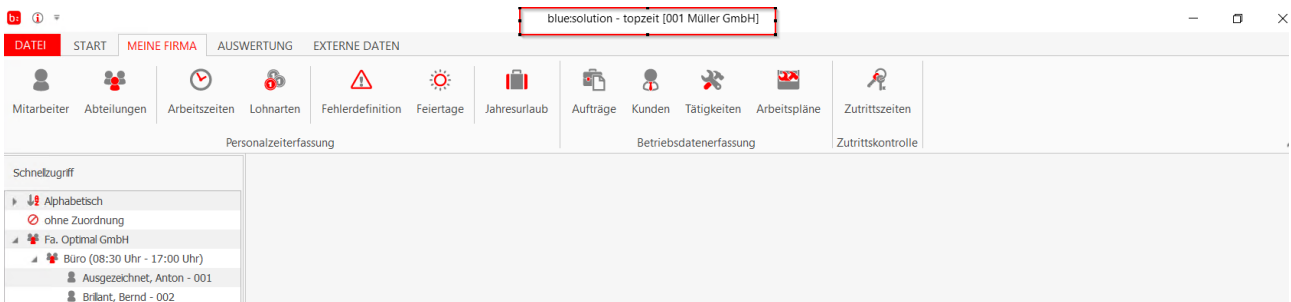 b:
blue:solution - topzeit [001 Müller GmbH]
DATEI START MEINE FIRMA AUSWERTUNG EXTERNE DATEN
Mitarbeiter Abteilungen Arbeitszeiten Lohnarten Fehlerdefinition Feiertage Jahresurlaub Aufträge Kunden Tätigkeiten Arbeitspläne Zutrittszeiten
Personalzeiterfassung Betriebsdatenerfassung Zutrittskontrolle
Schnellzugriff
Alphabetisch
ohne Zuordnung
Fa. Optimal GmbH
Büro (08:30 Uhr - 17:00 Uhr)
Ausgezeichnet, Anton - 001
Brillant, Bernd - 002